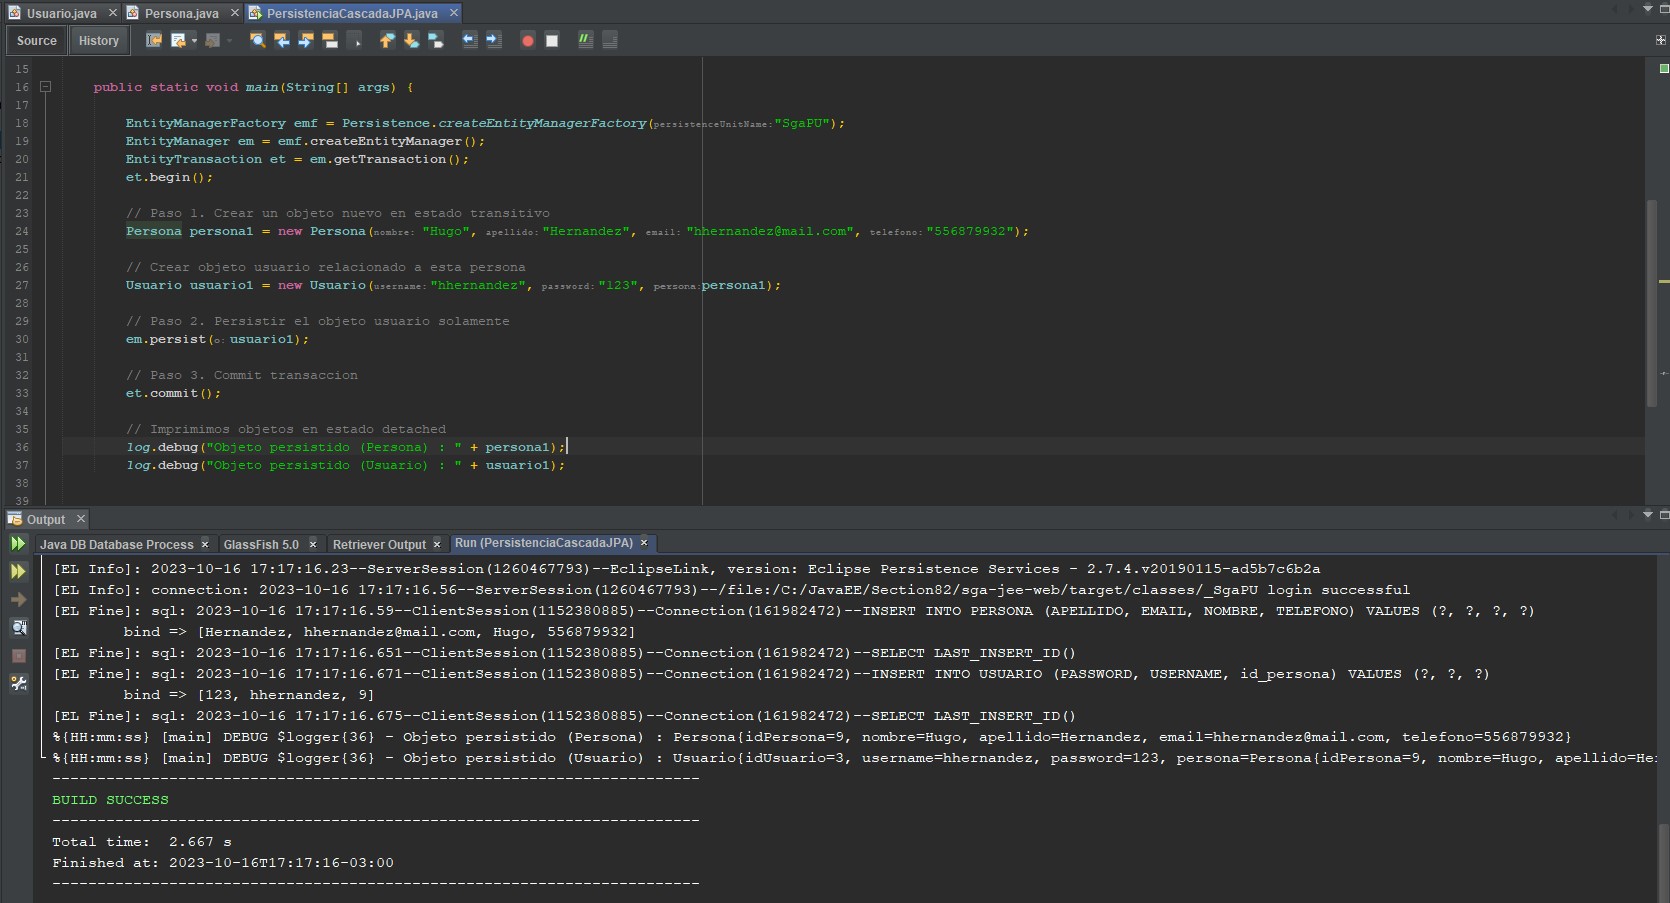 Usuario.java × Persona.java × PersistenciaCascadaJPA.java ×
Source History
15
16 public static void main(String[] args) {
17
18 EntityManagerFactory emf = Persistence.createEntityManagerFactory(persistenceUnitName:"SgaPU");
19 EntityManager em = emf.createEntityManager();
20 EntityTransaction et = em.getTransaction();
21 et.begin();
22
23 // Paso 1. Crear un objeto nuevo en estado transitivo
24 Persona persona1 = new Persona(nombre: "Hugo", apellido:"Hernandez", email: "hhernandez@mail.com", telefono:"556879932");
25
26 // Crear objeto usuario relacionado a esta persona
27 Usuario usuario1 = new Usuario(username:"hhernandez", password:"123", persona:persona1);
28
29 // Paso 2. Persistir el objeto usuario solamente
30 em.persist(o:usuario1);
31
32 // Paso 3. Commit transaccion
33 et.commit();
34
35 // Imprimimos objetos en estado detached
36 log.debug("Objeto persistido (Persona) : " + persona1);
37 log.debug("Objeto persistido (Usuario) : " + usuario1);
38
39
Output ×
Java DB Database Process × GlassFish 5.0 × Retriever Output × Run (PersistenciaCascadaJPA) ×
[EL Info]: 2023-10-16 17:17:16.23--ServerSession(1260467793)--EclipseLink, version: Eclipse Persistence Services - 2.7.4.v20190115-ad5b7c6b2a
[EL Info]: connection: 2023-10-16 17:17:16.56--ServerSession(1260467793)--/file:/C:/JavaEE/Section82/sga-jee-web/target/classes/_SgaPU login successful
[EL Fine]: sql: 2023-10-16 17:17:16.59--ClientSession(1152380885)--Connection(161982472)--INSERT INTO PERSONA (APELLIDO, EMAIL, NOMBRE, TELEFONO) VALUES (?, ?, ?, ?)
bind => [Hernandez, hhernandez@mail.com, Hugo, 556879932]
[EL Fine]: sql: 2023-10-16 17:17:16.651--ClientSession(1152380885)--Connection(161982472)--SELECT LAST_INSERT_ID()
[EL Fine]: sql: 2023-10-16 17:17:16.671--ClientSession(1152380885)--Connection(161982472)--INSERT INTO USUARIO (PASSWORD, USERNAME, id_persona) VALUES (?, ?, ?)
bind => [123, hhernandez, 9]
[EL Fine]: sql: 2023-10-16 17:17:16.675--ClientSession(1152380885)--Connection(161982472)--SELECT LAST_INSERT_ID()
%{HH:mm:ss} [main] DEBUG $logger{36} - Objeto persistido (Persona) : Persona{idPersona=9, nombre=Hugo, apellido=Hernandez, email=hhernandez@mail.com, telefono=556879932}
%{HH:mm:ss} [main] DEBUG $logger{36} - Objeto persistido (Usuario) : Usuario{idUsuario=3, username=hhernandez, password=123, persona=Persona{idPersona=9, nombre=Hugo, apellido=He
------------------------------------------------------------------------
BUILD SUCCESS
------------------------------------------------------------------------
Total time:  2.667 s
Finished at: 2023-10-16T17:17:16-03:00
------------------------------------------------------------------------